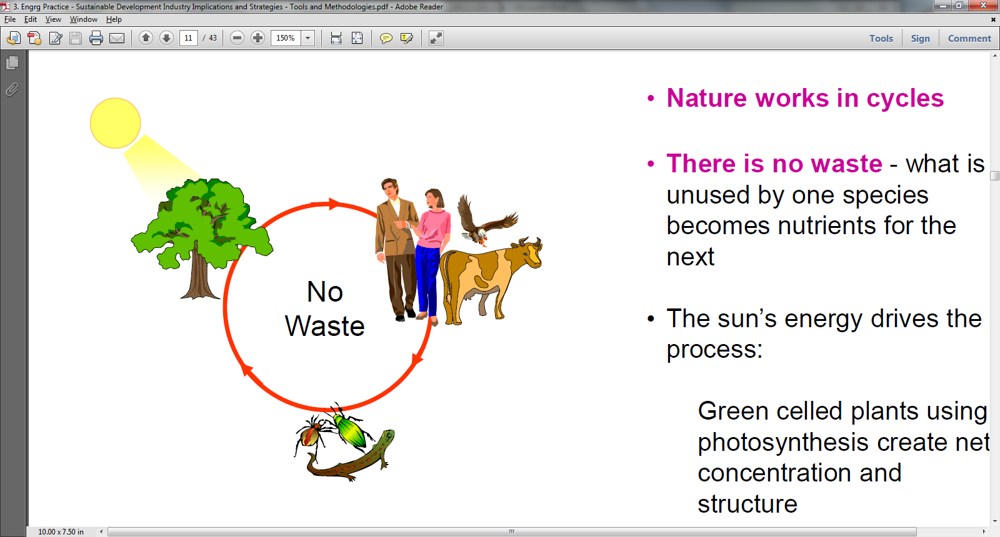 3. Engrg Practice - Sustainable Development Industry Implications and Strategies - Tools and Methodologies.pdf - Adobe Reader
File Edit View Window Help
11 / 43 150% Tools Sign Comment
No
Waste
• Nature works in cycles
• There is no waste - what is
unused by one species
becomes nutrients for the
next
• The sun’s energy drives the
process:
Green celled plants using
photosynthesis create net
concentration and
structure
10.00 x 7.50 in